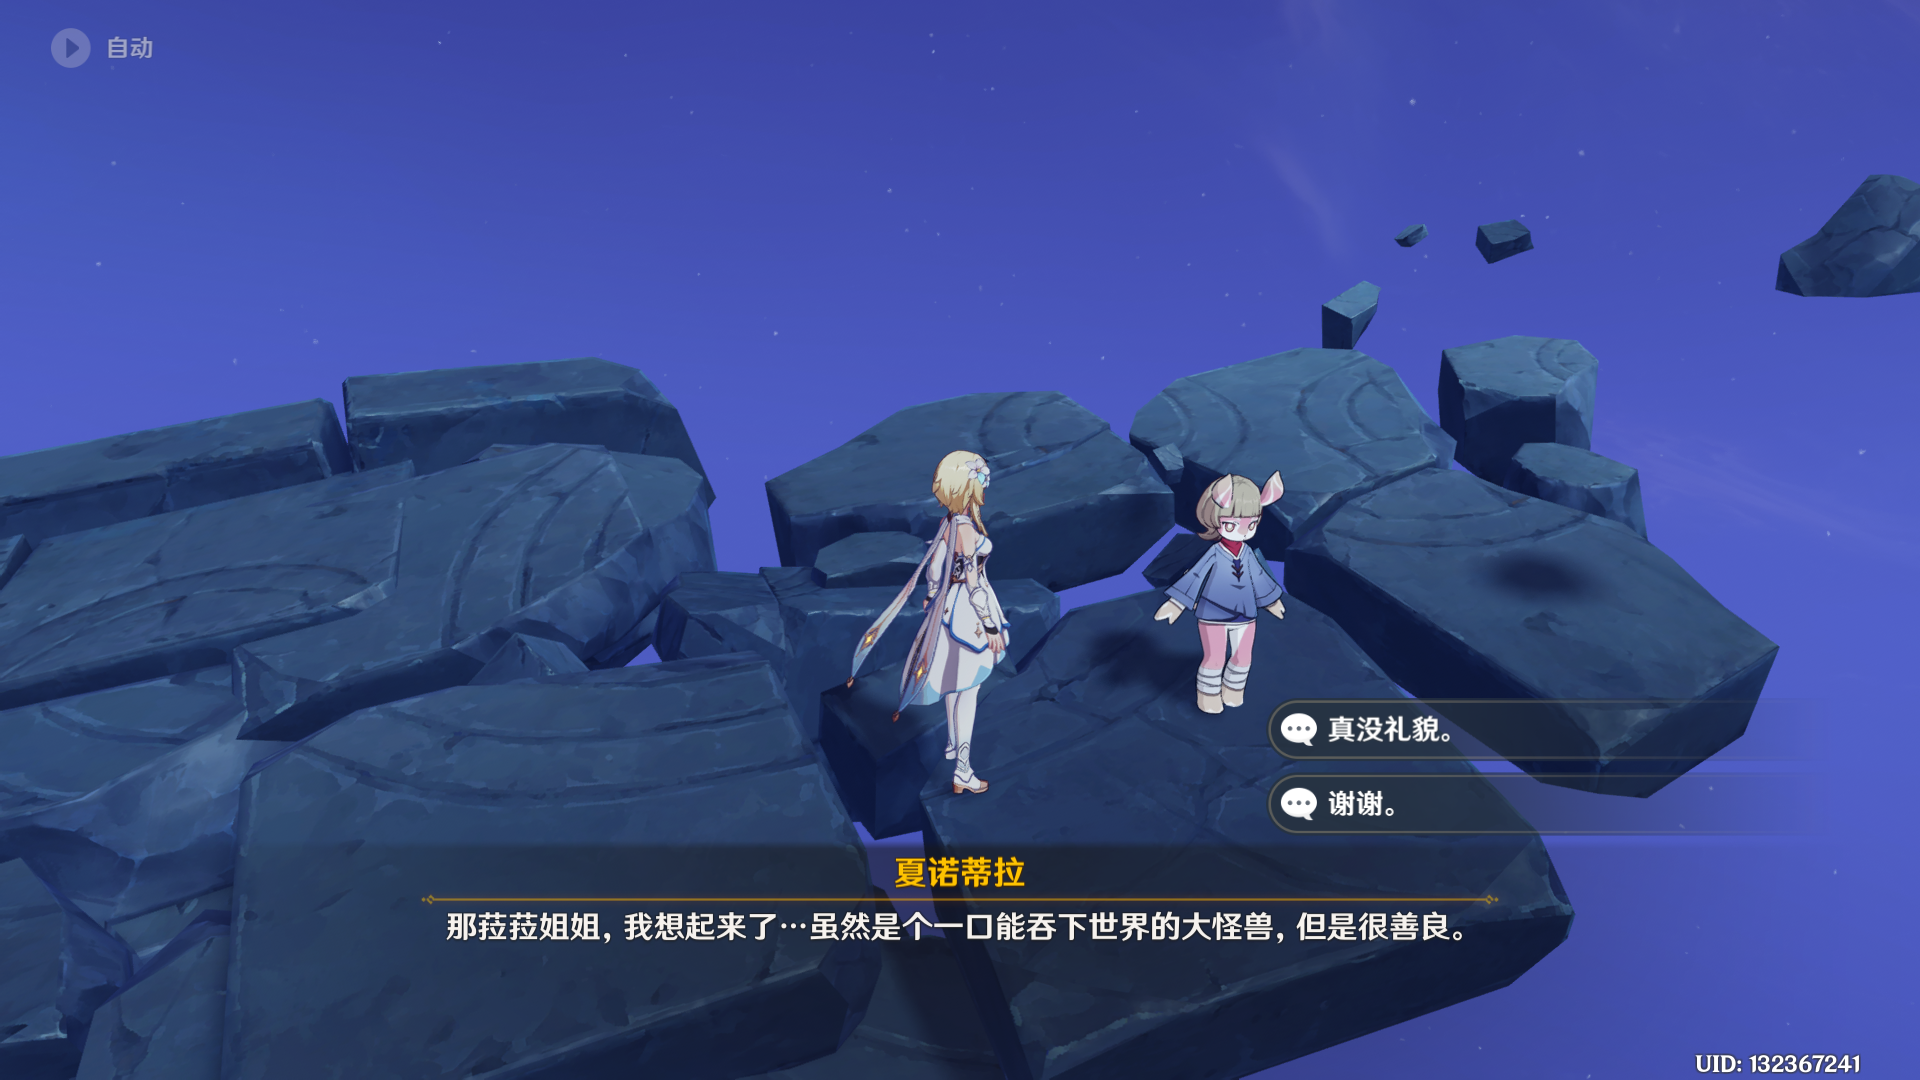 自动
真没礼貌。
谢谢。
夏诺蒂拉
那菈菈姐姐，我想起来了…虽然是个一口能吞下世界的大怪兽，但是很善良。
UID: 132367241